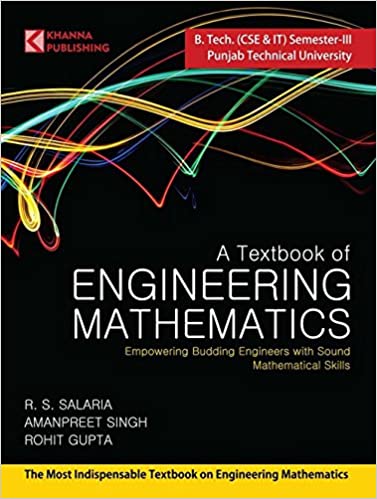 KHANNA
PUBLISHING
B. Tech. (CSE & IT) Semester-III
Punjab Technical University
A Textbook of
ENGINEERING
MATHEMATICS
Empowering Budding Engineers with Sound
Mathematical Skills
R. S. SALARIA
AMANPREET SINGH
ROHIT GUPTA
The Most Indispensable Textbook on Engineering Mathematics